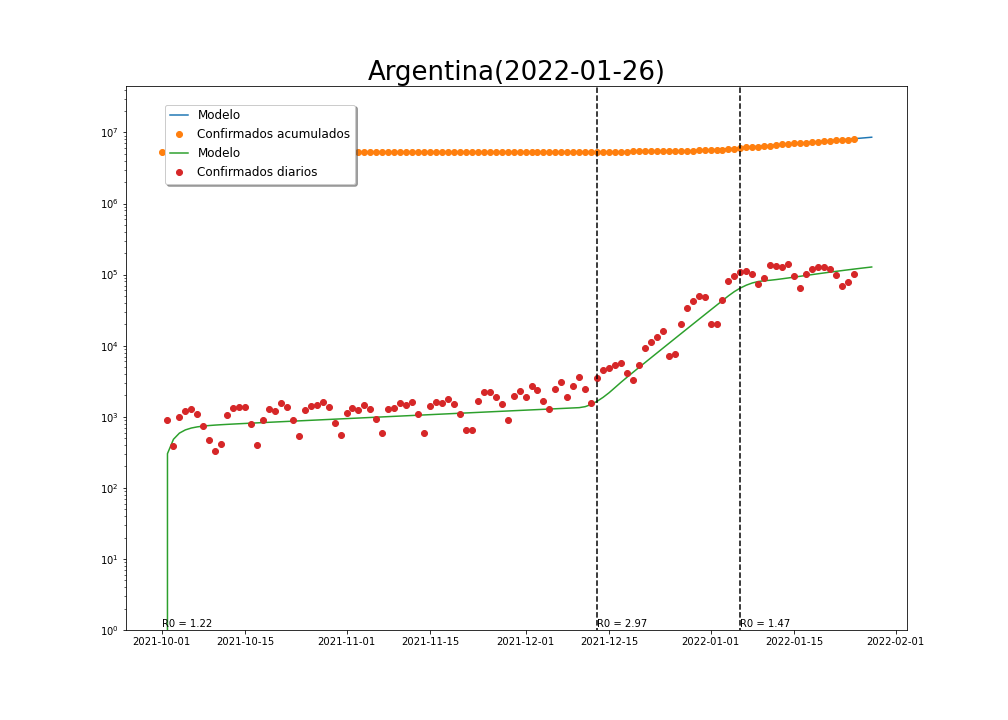 Argentina(2022-01-26)
Modelo
Confirmados acumulados
Modelo
Confirmados diarios
10⁷
10⁶
10⁵
10⁴
10³
10²
10¹
10⁰
R0 = 1.22 R0 = 2.97 R0 = 1.47
2021-10-01 2021-10-15 2021-11-01 2021-11-15 2021-12-01 2021-12-15 2022-01-01 2022-01-15 2022-02-01